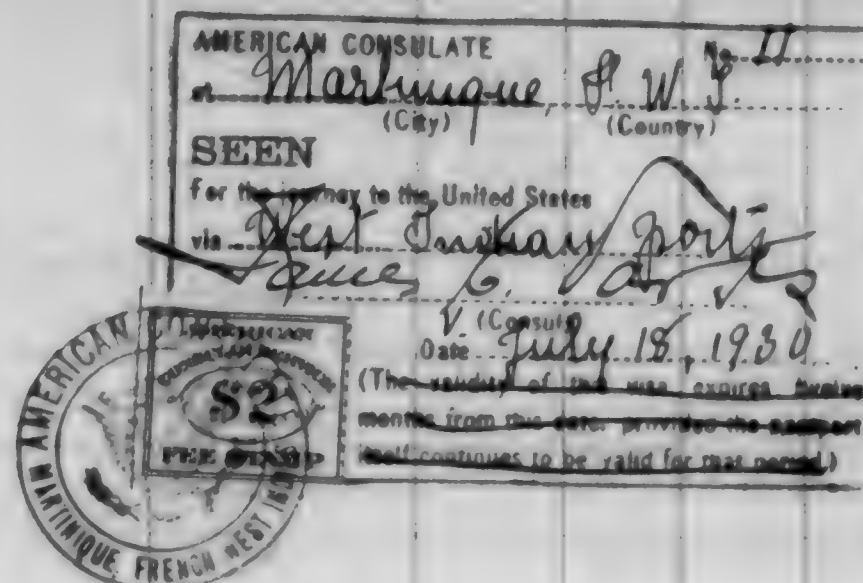 AMERICAN CONSULATE
No. II
at Martinique, F. W. I.
(City) (Country)
SEEN
For the journey to the United States
via West Indian ports
(Consul)
Date July 18, 1930
(The validity of this visa expires twelve
months from this date, provided the passport
itself continues to be valid for that period.)
AMERICAN
$2
FEE STAMP
MARTINIQUE, FRENCH WEST INDIES